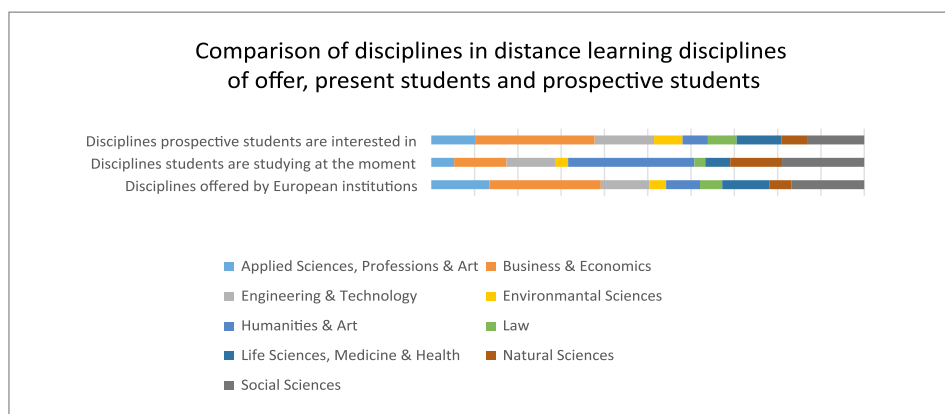 Comparison of disciplines in distance learning disciplines
of offer, present students and prospective students
Disciplines prospective students are interested in
Disciplines students are studying at the moment
Disciplines offered by European institutions
Applied Sciences, Professions & Art
Business & Economics
Engineering & Technology
Environmantal Sciences
Humanities & Art
Law
Life Sciences, Medicine & Health
Natural Sciences
Social Sciences